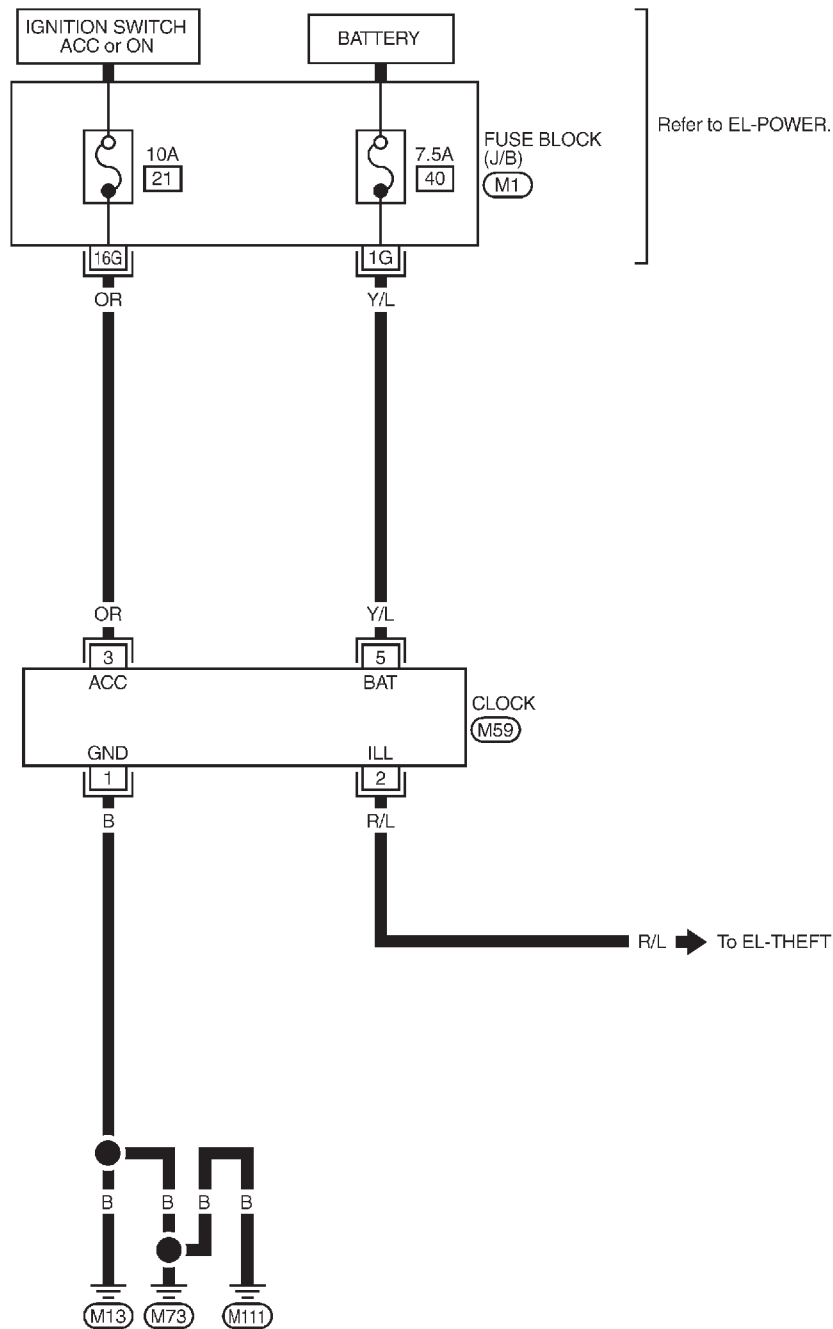 IGNITION SWITCH
ACC or ON
BATTERY
Refer to EL-POWER.
10A
21
7.5A
40
FUSE BLOCK
(J/B)
M1
16G
1G
OR
Y/L
OR
Y/L
3
5
ACC
BAT
CLOCK
M59
GND
ILL
1
2
B
R/L
R/L
To EL-THEFT
B
B
B
B
M13
M73
M111